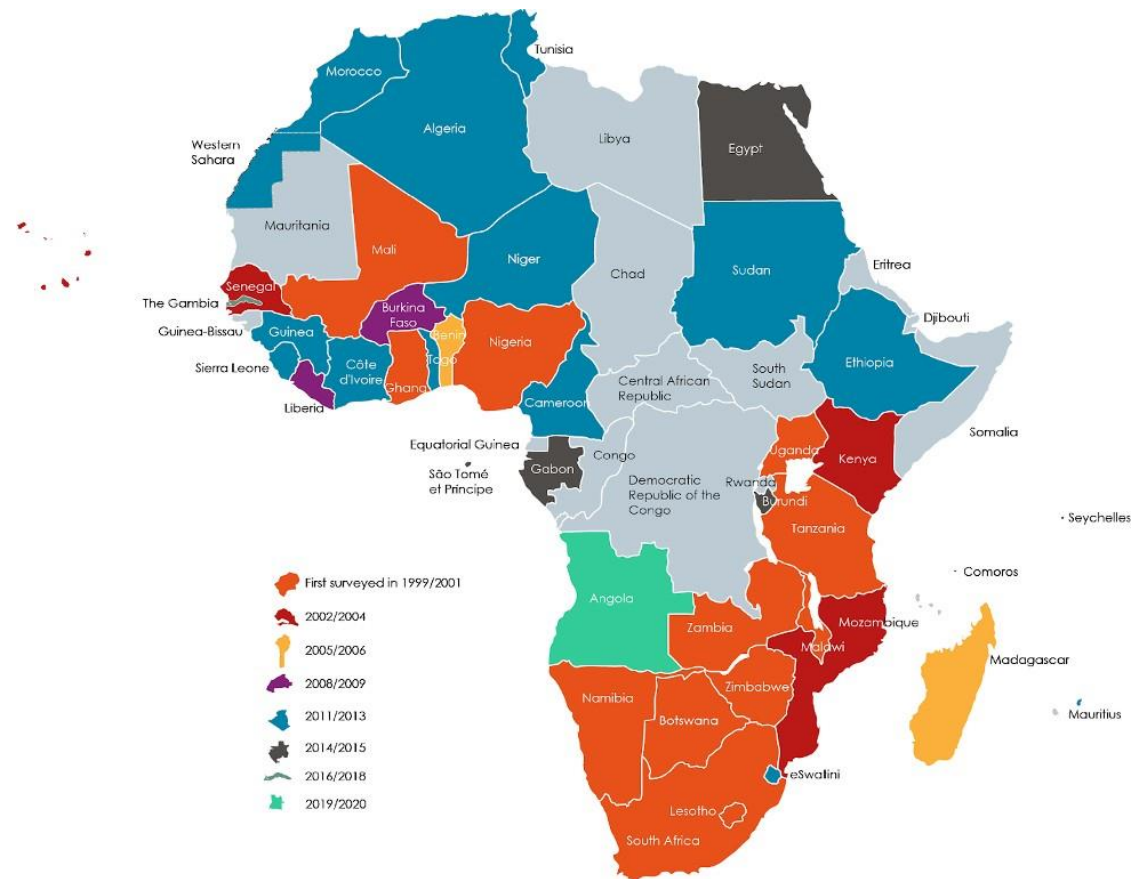 Tunisia
Morocco
Algeria
Libya
Egypt
Western
Sahara
Mauritania
Mali
Niger
Chad
Sudan
Eritrea
Senegal
The Gambia
Burkina
Faso
Djibouti
Guinea-Bissau
Guinea
Benin
Nigeria
Sierra Leone
Côte
d'Ivoire
Togo
Ethiopia
South
Sudan
Ghana
Central African
Republic
Liberia
Cameroon
Somalia
Equatorial Guinea
Uganda
Congo
Kenya
São Tomé
et Príncipe
Gabon
Democratic
Republic of the
Congo
Rwanda
Burundi
Seychelles
Tanzania
Comoros
First surveyed in 1999/2001
Angola
2002/2004
Zambia
Mozambique
Malawi
2005/2006
Madagascar
2008/2009
Zimbabwe
Namibia
2011/2013
Botswana
Mauritius
2014/2015
2016/2018
eSwatini
2019/2020
Lesotho
South Africa